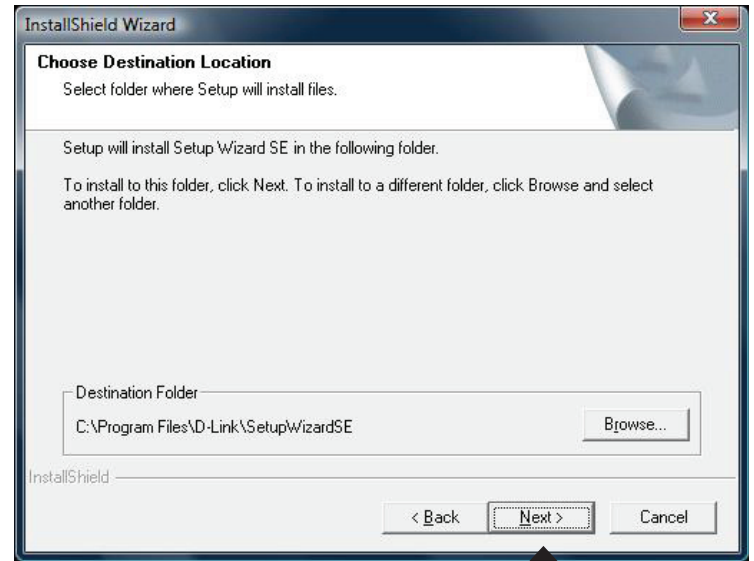 InstallShield Wizard
Choose Destination Location
Select folder where Setup will install files.
Setup will install Setup Wizard SE in the following folder.
To install to this folder, click Next. To install to a different folder, click Browse and select
another folder.
Destination Folder
C:\Program Files\D-Link\SetupWizardSE
Browse...
InstallShield
< Back
Next >
Cancel